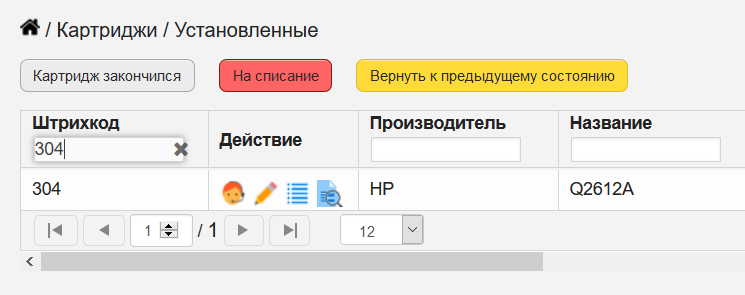 / Картриджи / Установленные
Картридж закончился На списание Вернуть к предыдущему состоянию
Штрихкод Действие Производитель Название
304
304 HP Q2612A
1 / 1 12